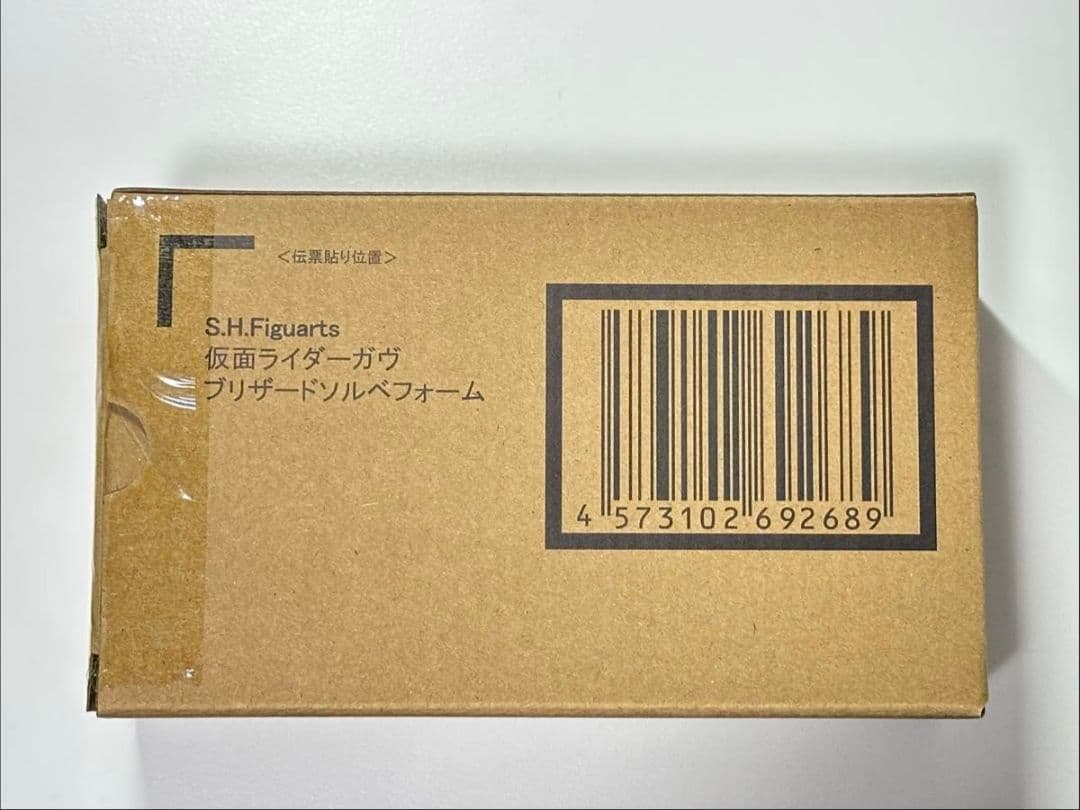 ＜伝票貼り位置＞
S.H.Figuarts
仮面ライダーガヴ
ブリザードソルベフォーム
4 573102 692689